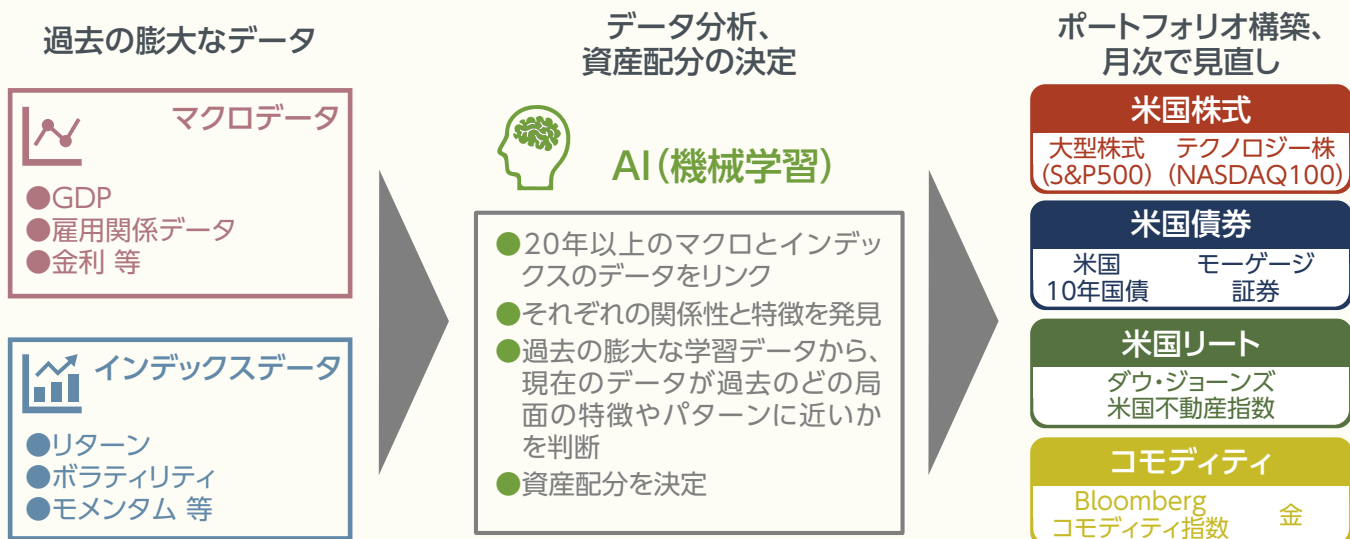 過去の膨大なデータ
マクロデータ
●GDP
●雇用関係データ
●金利 等
インデックスデータ
●リターン
●ボラティリティ
●モメンタム 等
データ分析、
資産配分の決定
AI(機械学習)
●20年以上のマクロとインデッ
クスのデータをリンク
●それぞれの関係性と特徴を発見
●過去の膨大な学習データから、
現在のデータが過去のどの局
面の特徴やパターンに近いか
を判断
●資産配分を決定
ポートフォリオ構築、
月次で見直し
米国株式
大型株式 テクノロジー株
(S&P500) (NASDAQ100)
米国債券
米国 モーゲージ
10年国債 証券
米国リート
ダウ・ジョーンズ
米国不動産指数
コモディティ
Bloomberg
コモディティ指数 金